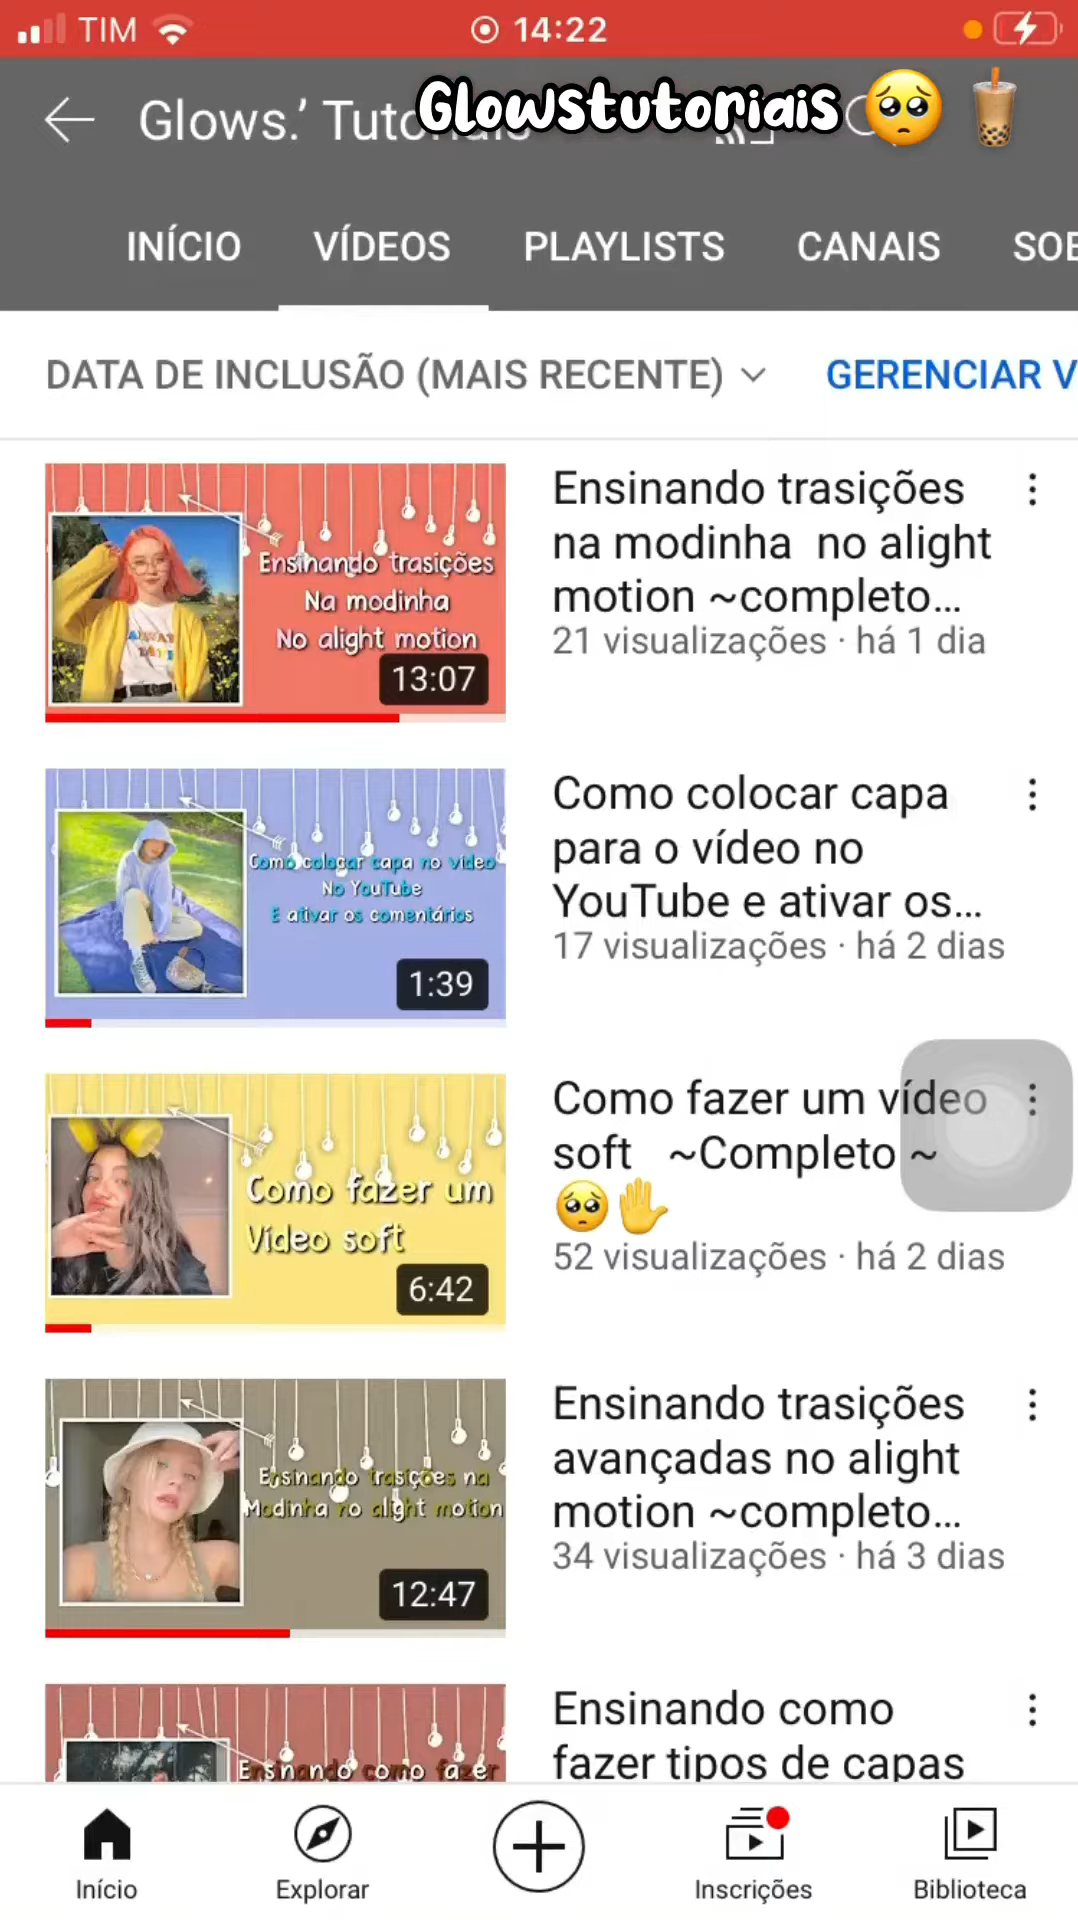 TIM 14:22
Glows.’ Tuto
Glowstutoriais 🥺 🧋
INÍCIO VÍDEOS PLAYLISTS CANAIS SOB
DATA DE INCLUSÃO (MAIS RECENTE) GERENCIAR V
Ensinando trasições
Na modinha
No alight motion
13:07
Ensinando trasições
na modinha no alight
motion ~completo...
21 visualizações · há 1 dia
Como colocar capa no vídeo
No YouTube
E ativar os comentários
1:39
Como colocar capa
para o vídeo no
YouTube e ativar os...
17 visualizações · há 2 dias
Como fazer um
Vídeo soft
6:42
Como fazer um vídeo
soft ~Completo ~
🥺✋
52 visualizações · há 2 dias
Ensinando trasições na
Modinha no alight motion
12:47
Ensinando trasições
avançadas no alight
motion ~completo...
34 visualizações · há 3 dias
Ensinando como fazer
Ensinando como
fazer tipos de capas
Início Explorar Inscrições Biblioteca